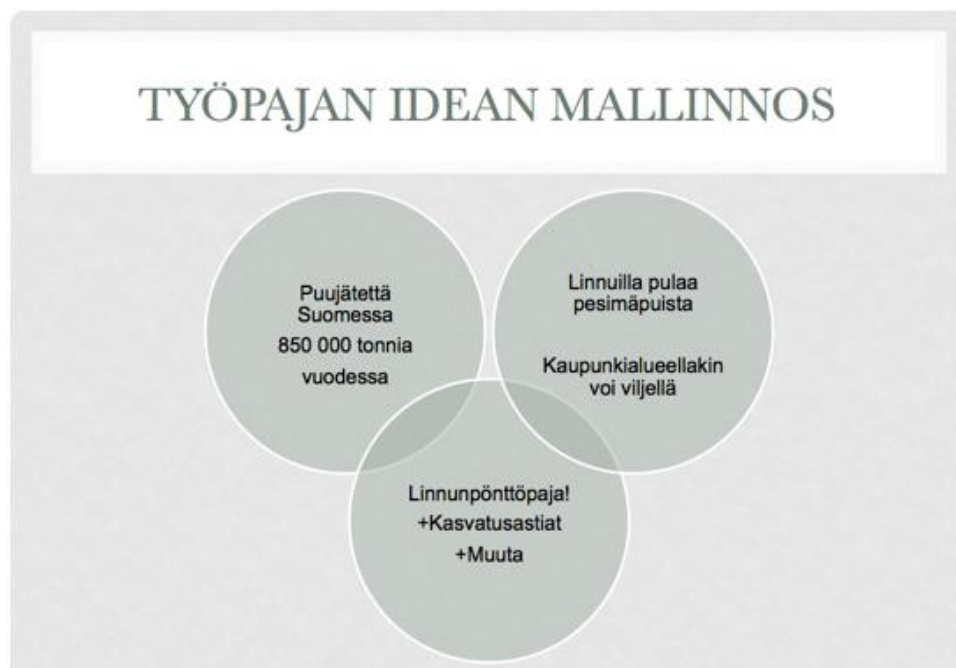 TYÖPAJAN IDEAN MALLINNOS
Puujätettä
Suomessa
850 000 tonnia
vuodessa
Linnuilla pulaa
pesimäpuista
Kaupunkialueellakin
voi viljellä
Linnunpönttöpaja!
+Kasvatusastiat
+Muuta